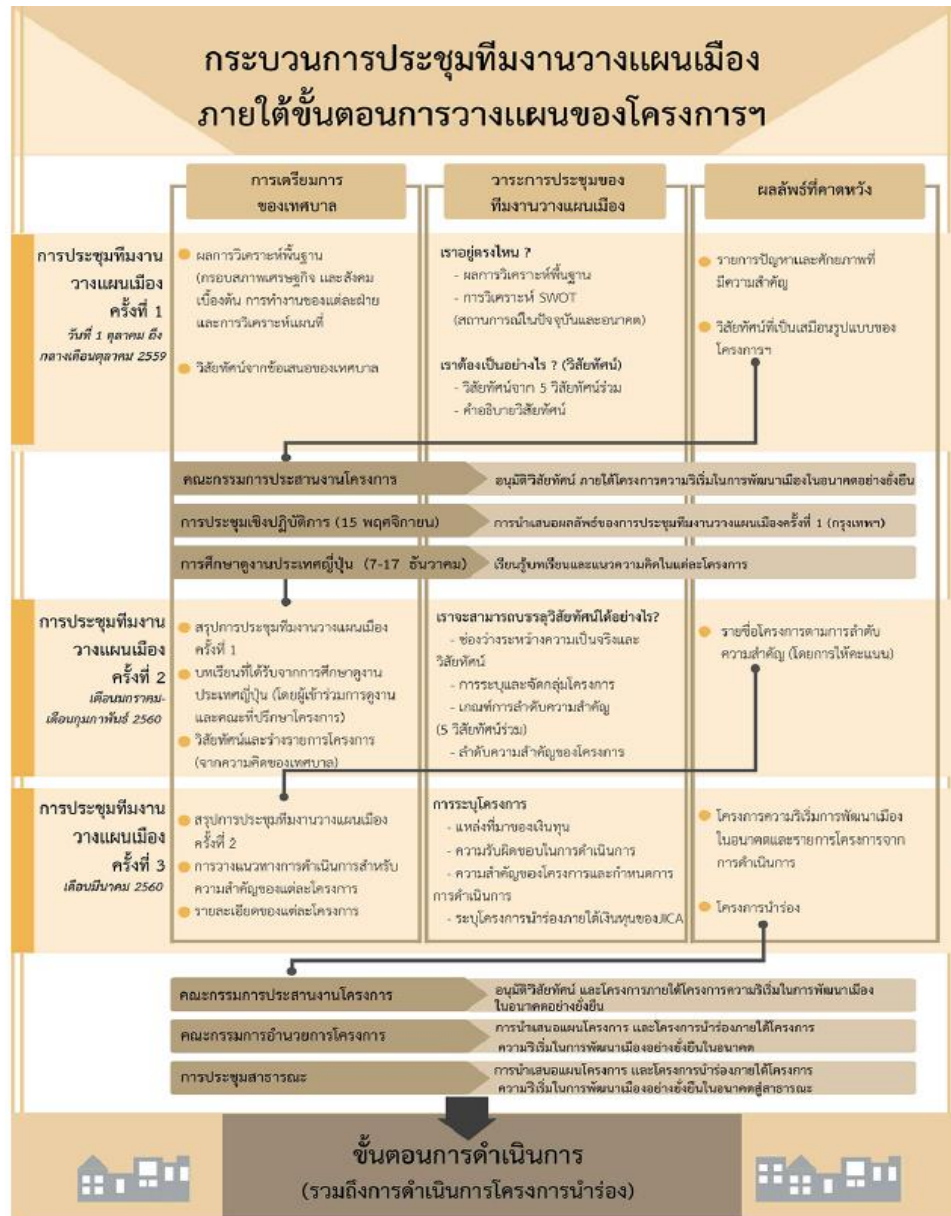 กระบวนการประชุมทีมงานวางแผนเมือง
ภายใต้ขั้นตอนการวางแผนของโครงการฯ
การเตรียมการ
ของเทศบาล
วาระการประชุมของ
ทีมงานวางแผนเมือง
ผลลัพธ์ที่คาดหวัง
การประชุมทีมงาน
วางแผนเมือง
ครั้งที่ 1
วันที่ 1 ตุลาคม ถึง
กลางเดือนตุลาคม 2559
ผลการวิเคราะห์พื้นฐาน
(กรอบสภาพเศรษฐกิจ และสังคม
เบื้องต้น การทำงานของแต่ละฝ่าย
และการวิเคราะห์แผนที่
วิสัยทัศน์จากข้อเสนอของเทศบาล
เราอยู่ตรงไหน ?
- ผลการวิเคราะห์พื้นฐาน
- การวิเคราะห์ SWOT
(สถานการณ์ในปัจจุบันและอนาคต)
เราต้องเป็นอย่างไร ? (วิสัยทัศน์)
- วิสัยทัศน์จาก 5 วิสัยทัศน์ร่วม
- คำอธิบายวิสัยทัศน์
รายการปัญหาและศักยภาพที่
มีความสำคัญ
วิสัยทัศน์ที่เป็นเสมือนรูปแบบของ
โครงการฯ
คณะกรรมการประสานงานโครงการ
อนุมัติวิสัยทัศน์ ภายใต้โครงการความริเริ่มในการพัฒนาเมืองในอนาคตอย่างยั่งยืน
การประชุมเชิงปฏิบัติการ (15 พฤศจิกายน)
การนำเสนอผลลัพธ์ของการประชุมทีมงานวางแผนเมืองครั้งที่ 1 (กรุงเทพฯ)
การศึกษาดูงานประเทศญี่ปุ่น (7-17 ธันวาคม)
เรียนรู้บทเรียนและแนวความคิดในแต่ละโครงการ
การประชุมทีมงาน
วางแผนเมือง
ครั้งที่ 2
เดือนมกราคม-
เดือนกุมภาพันธ์ 2560
สรุปการประชุมทีมงานวางแผนเมือง
ครั้งที่ 1
บทเรียนที่ได้รับจากการศึกษาดูงาน
ประเทศญี่ปุ่น (โดยผู้เข้าร่วมการดูงาน
และคณะที่ปรึกษาโครงการ)
วิสัยทัศน์และร่างรายการโครงการ
(จากความคิดของเทศบาล)
เราจะสามารถบรรลุวิสัยทัศน์ได้อย่างไร?
- ช่องว่างระหว่างความเป็นจริงและ
วิสัยทัศน์
- การระบุและจัดกลุ่มโครงการ
- เกณฑ์การลำดับความสำคัญ
(5 วิสัยทัศน์ร่วม)
- ลำดับความสำคัญของโครงการ
รายชื่อโครงการตามการลำดับ
ความสำคัญ (โดยการให้คะแนน)
การประชุมทีมงาน
วางแผนเมือง
ครั้งที่ 3
เดือนมีนาคม 2560
สรุปการประชุมทีมงานวางแผนเมือง
ครั้งที่ 2
การวางแนวทางการดำเนินการสำหรับ
ความสำคัญของแต่ละโครงการ
รายละเอียดของแต่ละโครงการ
การระบุโครงการ
- แหล่งที่มาของเงินทุน
- ความรับผิดชอบในการดำเนินการ
- ความสำคัญของโครงการและกำหนดการ
การดำเนินการ
- ระบุโครงการนำร่องภายใต้เงินทุนของJICA
โครงการความริเริ่มการพัฒนาเมือง
ในอนาคตและรายการโครงการจาก
การดำเนินการ
โครงการนำร่อง
คณะกรรมการประสานงานโครงการ
อนุมัติวิสัยทัศน์ และโครงการภายใต้โครงการความริเริ่มในการพัฒนาเมือง
ในอนาคตอย่างยั่งยืน
คณะกรรมการอำนวยการโครงการ
การนำเสนอแผนโครงการ และโครงการนำร่องภายใต้โครงการ
ความริเริ่มในการพัฒนาเมืองอย่างยั่งยืนในอนาคต
การประชุมสาธารณะ
การนำเสนอแผนโครงการ และโครงการนำร่องภายใต้โครงการ
ความริเริ่มในการพัฒนาเมืองอย่างยั่งยืนในอนาคตสู่สาธารณะ
ขั้นตอนการดำเนินการ
(รวมถึงการดำเนินการโครงการนำร่อง)